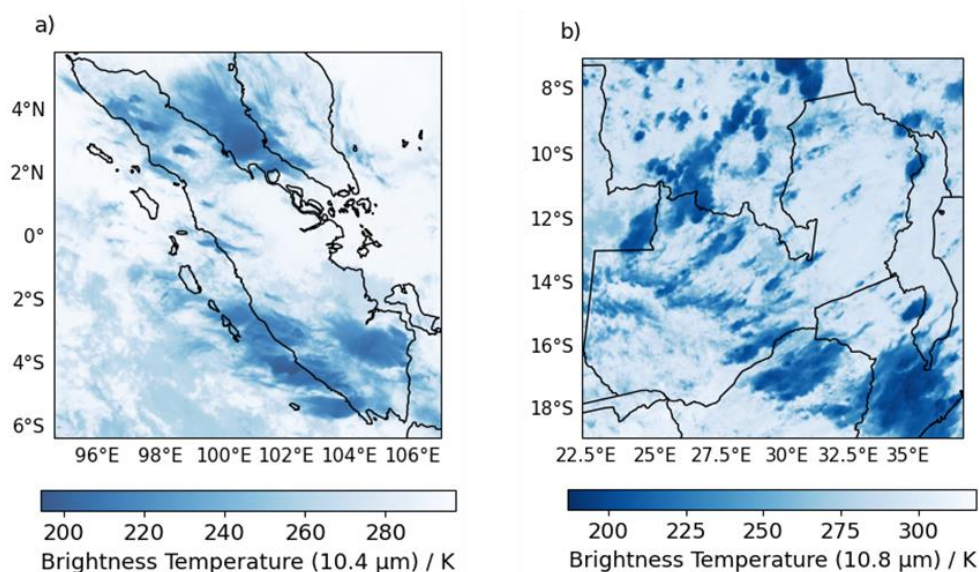 a)
4°N
2°N
0°
2°S
4°S
6°S
96°E 98°E 100°E 102°E 104°E 106°E
200 220 240 260 280
Brightness Temperature (10.4 µm) / K
b)
8°S
10°S
12°S
14°S
16°S
18°S
22.5°E 25°E 27.5°E 30°E 32.5°E 35°E
200 225 250 275 300
Brightness Temperature (10.8 µm) / K